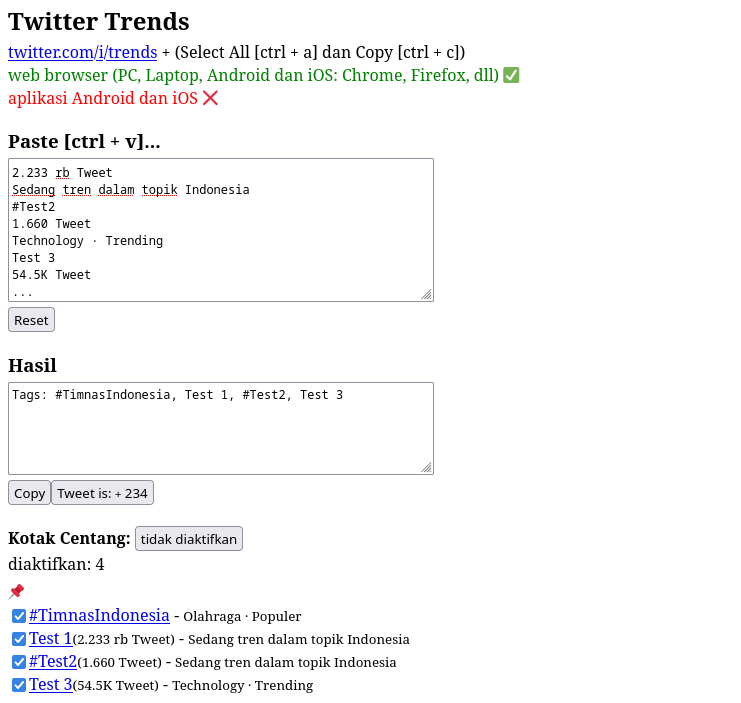 Twitter Trends
twitter.com/i/trends + (Select All [ctrl + a] dan Copy [ctrl + c])
web browser (PC, Laptop, Android dan iOS: Chrome, Firefox, dll) ✅
aplikasi Android dan iOS ❌
Paste [ctrl + v]...
2.233 rb Tweet
Sedang tren dalam topik Indonesia
#Test2
1.660 Tweet
Technology · Trending
Test 3
54.5K Tweet
...
Reset
Hasil
Tags: #TimnasIndonesia, Test 1, #Test2, Test 3
Copy Tweet is: + 234
Kotak Centang: tidak diaktifkan
diaktifkan: 4
📌
#TimnasIndonesia - Olahraga · Populer
Test 1(2.233 rb Tweet) - Sedang tren dalam topik Indonesia
#Test2(1.660 Tweet) - Sedang tren dalam topik Indonesia
Test 3(54.5K Tweet) - Technology · Trending